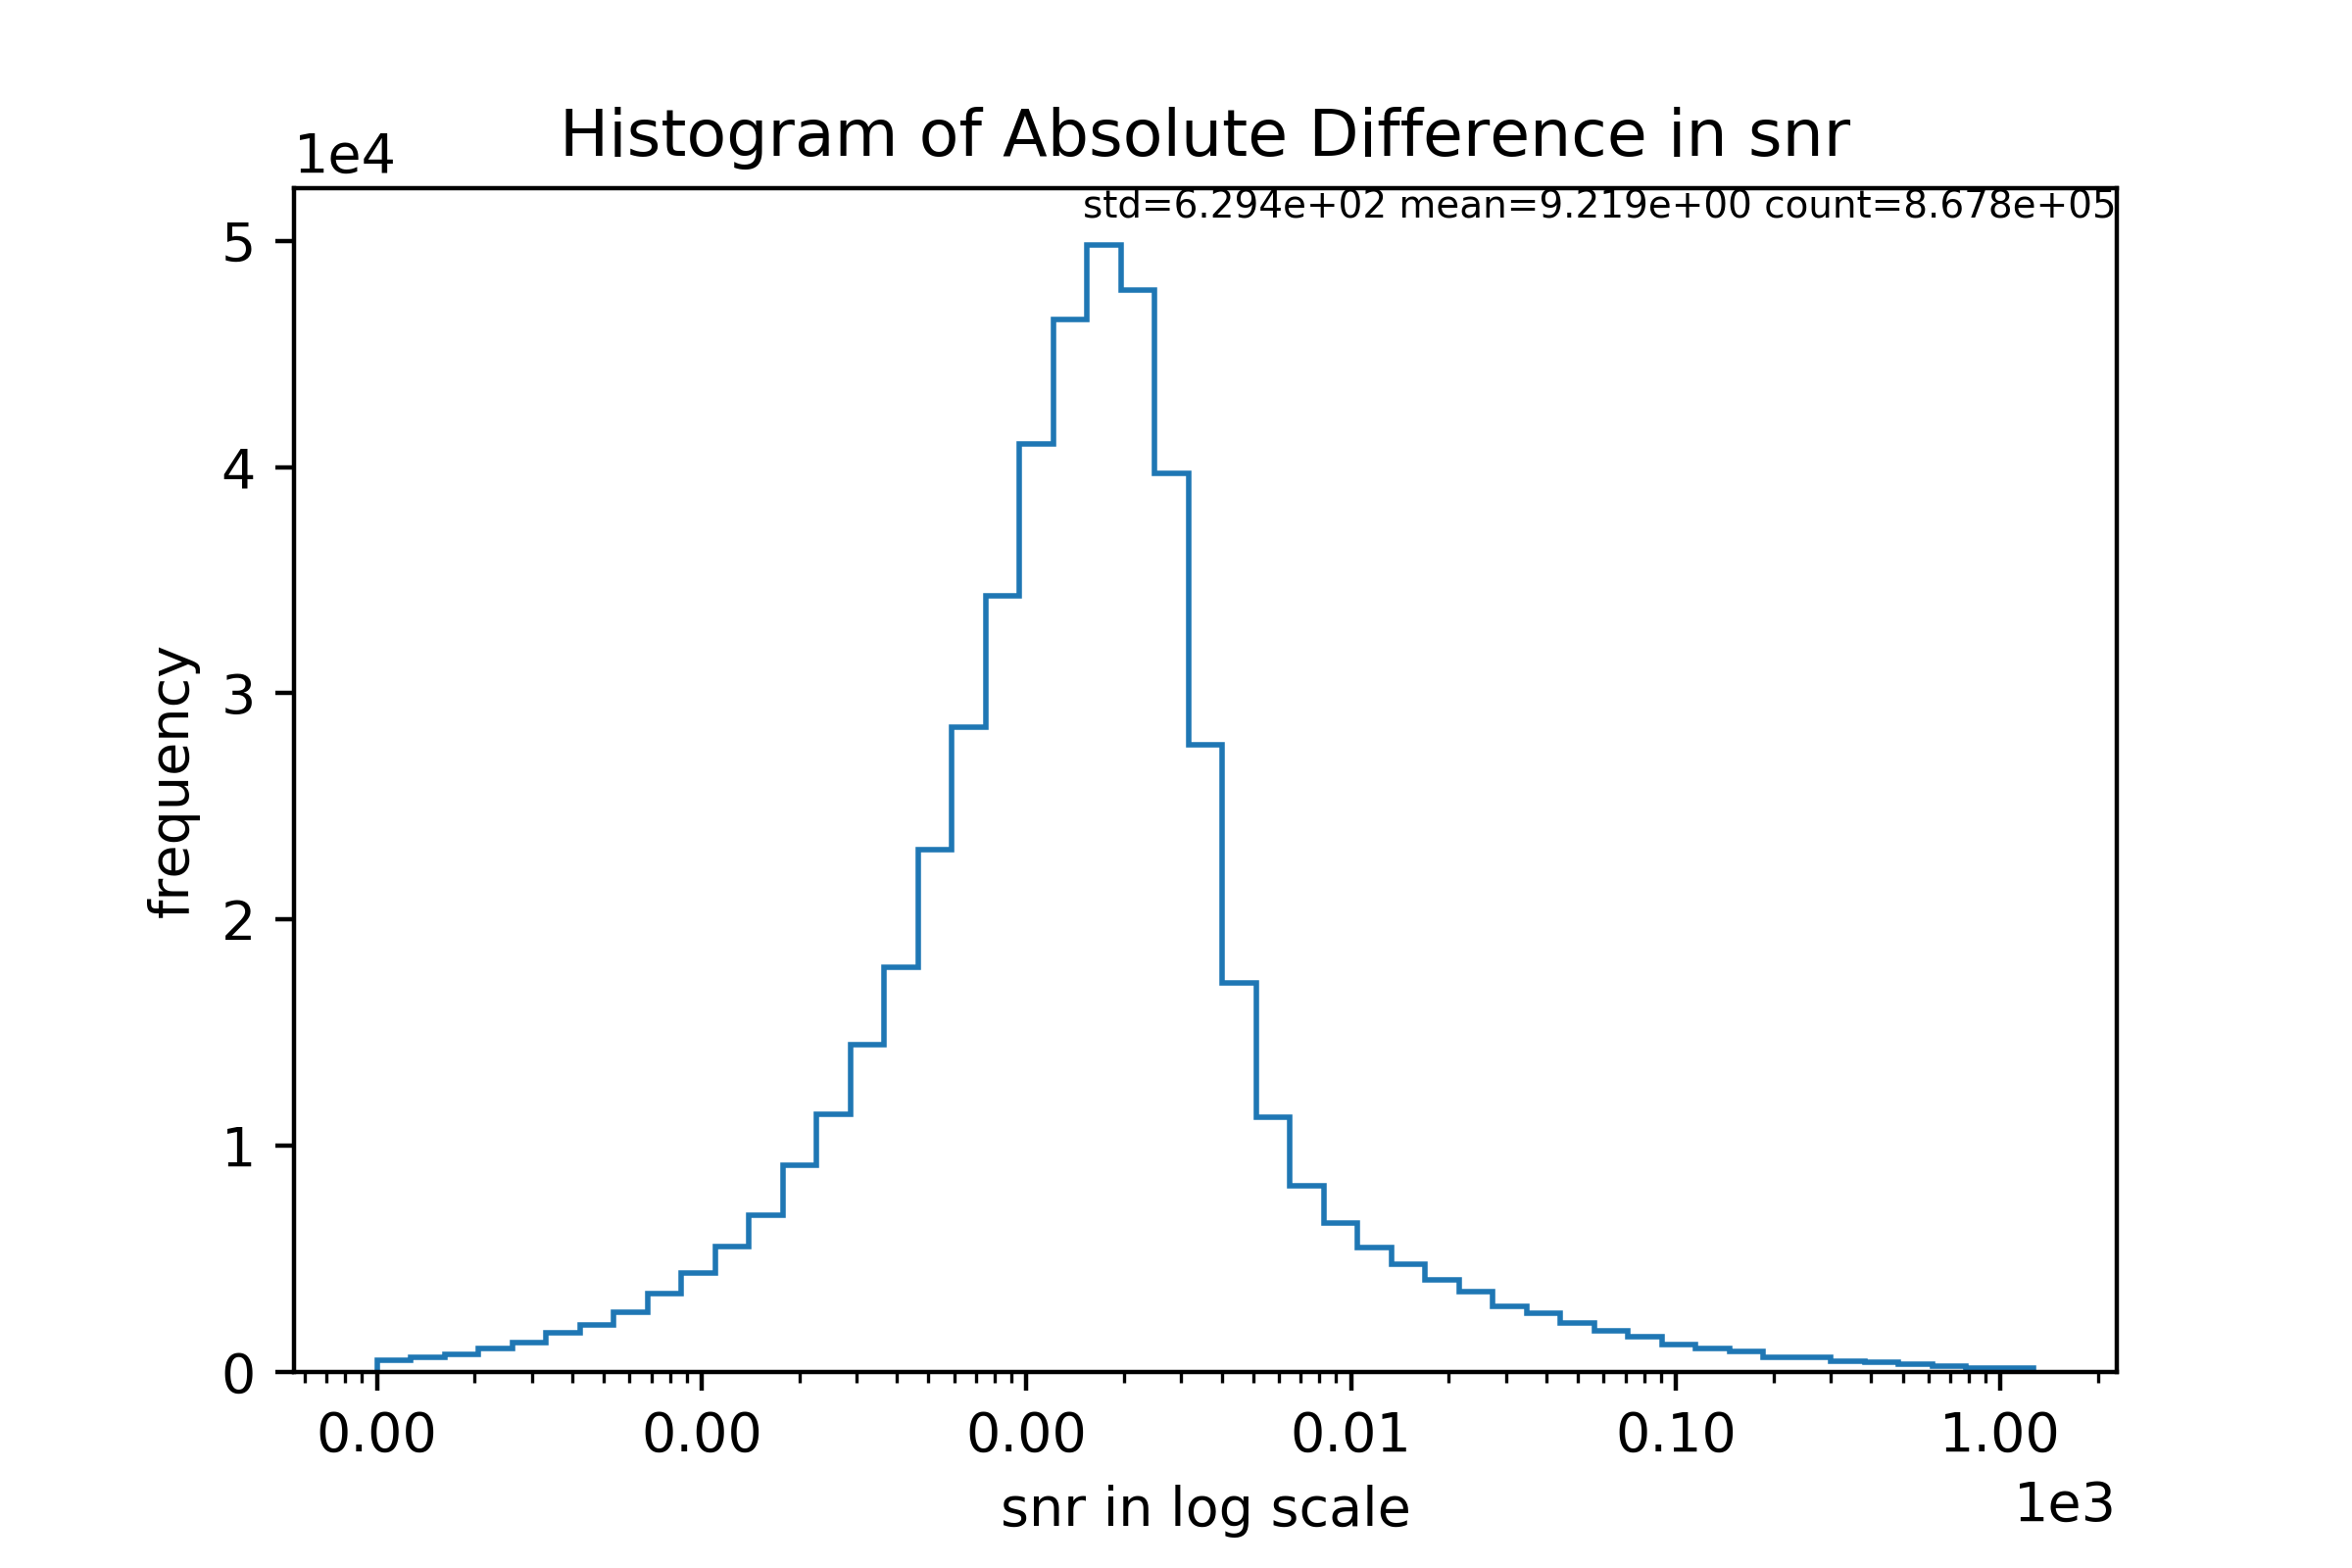 Histogram of Absolute Difference in snr
1e4
std=6.294e+02 mean=9.219e+00 count=8.678e+05
5
4
3
2
1
0
frequency
0.00 0.00 0.00 0.01 0.10 1.00
snr in log scale
1e3